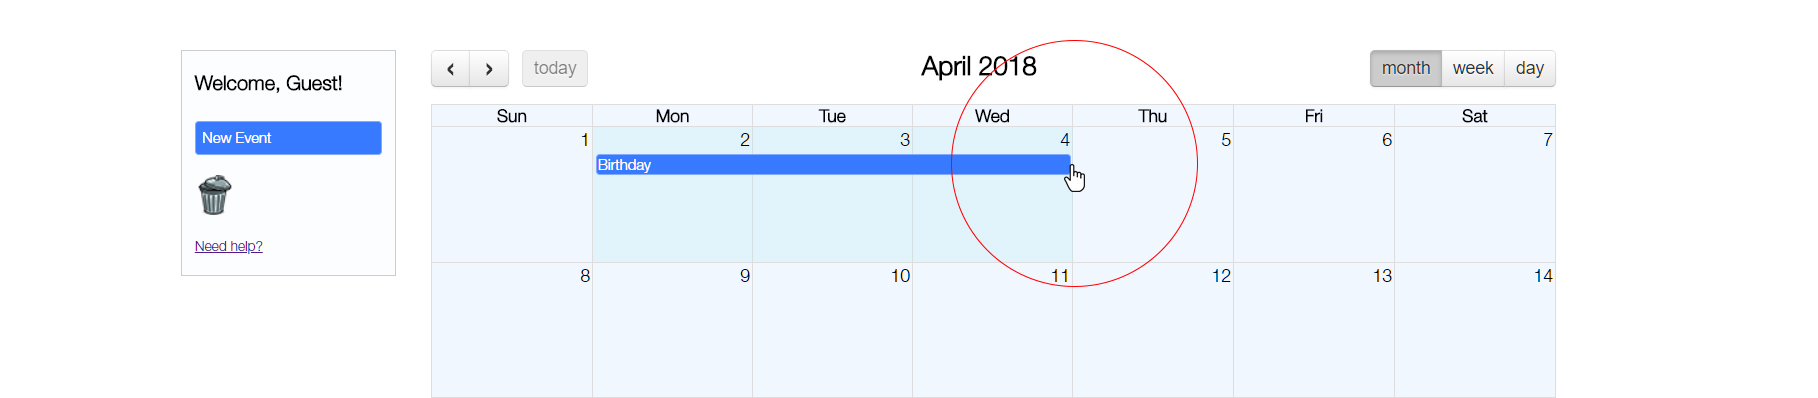 Welcome, Guest!
New Event
Need help?
today
April 2018
month week day
Sun Mon Tue Wed Thu Fri Sat
1 2 3 4 5 6 7
Birthday
8 9 10 11 12 13 14